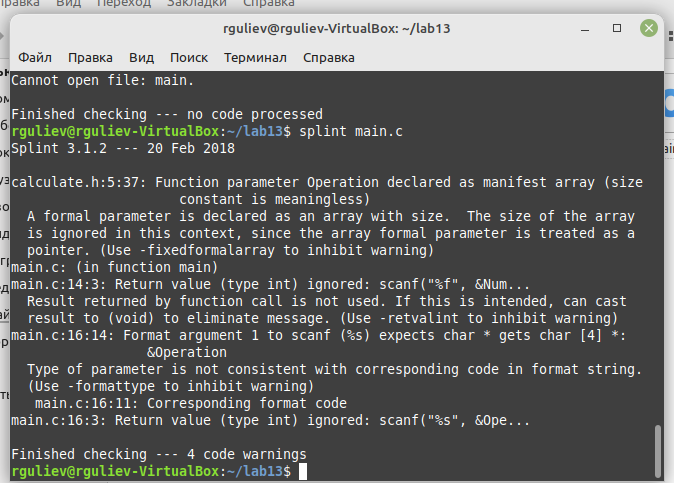 равка Вид Переход Закладки Справка
rguliev@rguliev-VirtualBox: ~/lab13
Файл Правка Вид Поиск Терминал Справка
Cannot open file: main.
Finished checking --- no code processed
rguliev@rguliev-VirtualBox:~/lab13$ splint main.c
Splint 3.1.2 --- 20 Feb 2018
calculate.h:5:37: Function parameter Operation declared as manifest array (size
constant is meaningless)
A formal parameter is declared as an array with size.  The size of the array
is ignored in this context, since the array formal parameter is treated as a
pointer. (Use -fixedformalarray to inhibit warning)
main.c: (in function main)
main.c:14:3: Return value (type int) ignored: scanf("%f", &Num...
Result returned by function call is not used. If this is intended, can cast
result to (void) to eliminate message. (Use -retvalint to inhibit warning)
main.c:16:14: Format argument 1 to scanf (%s) expects char * gets char [4] *:
&Operation
Type of parameter is not consistent with corresponding code in format string.
(Use -formattype to inhibit warning)
main.c:16:11: Corresponding format code
main.c:16:3: Return value (type int) ignored: scanf("%s", &Ope...
Finished checking --- 4 code warnings
rguliev@rguliev-VirtualBox:~/lab13$